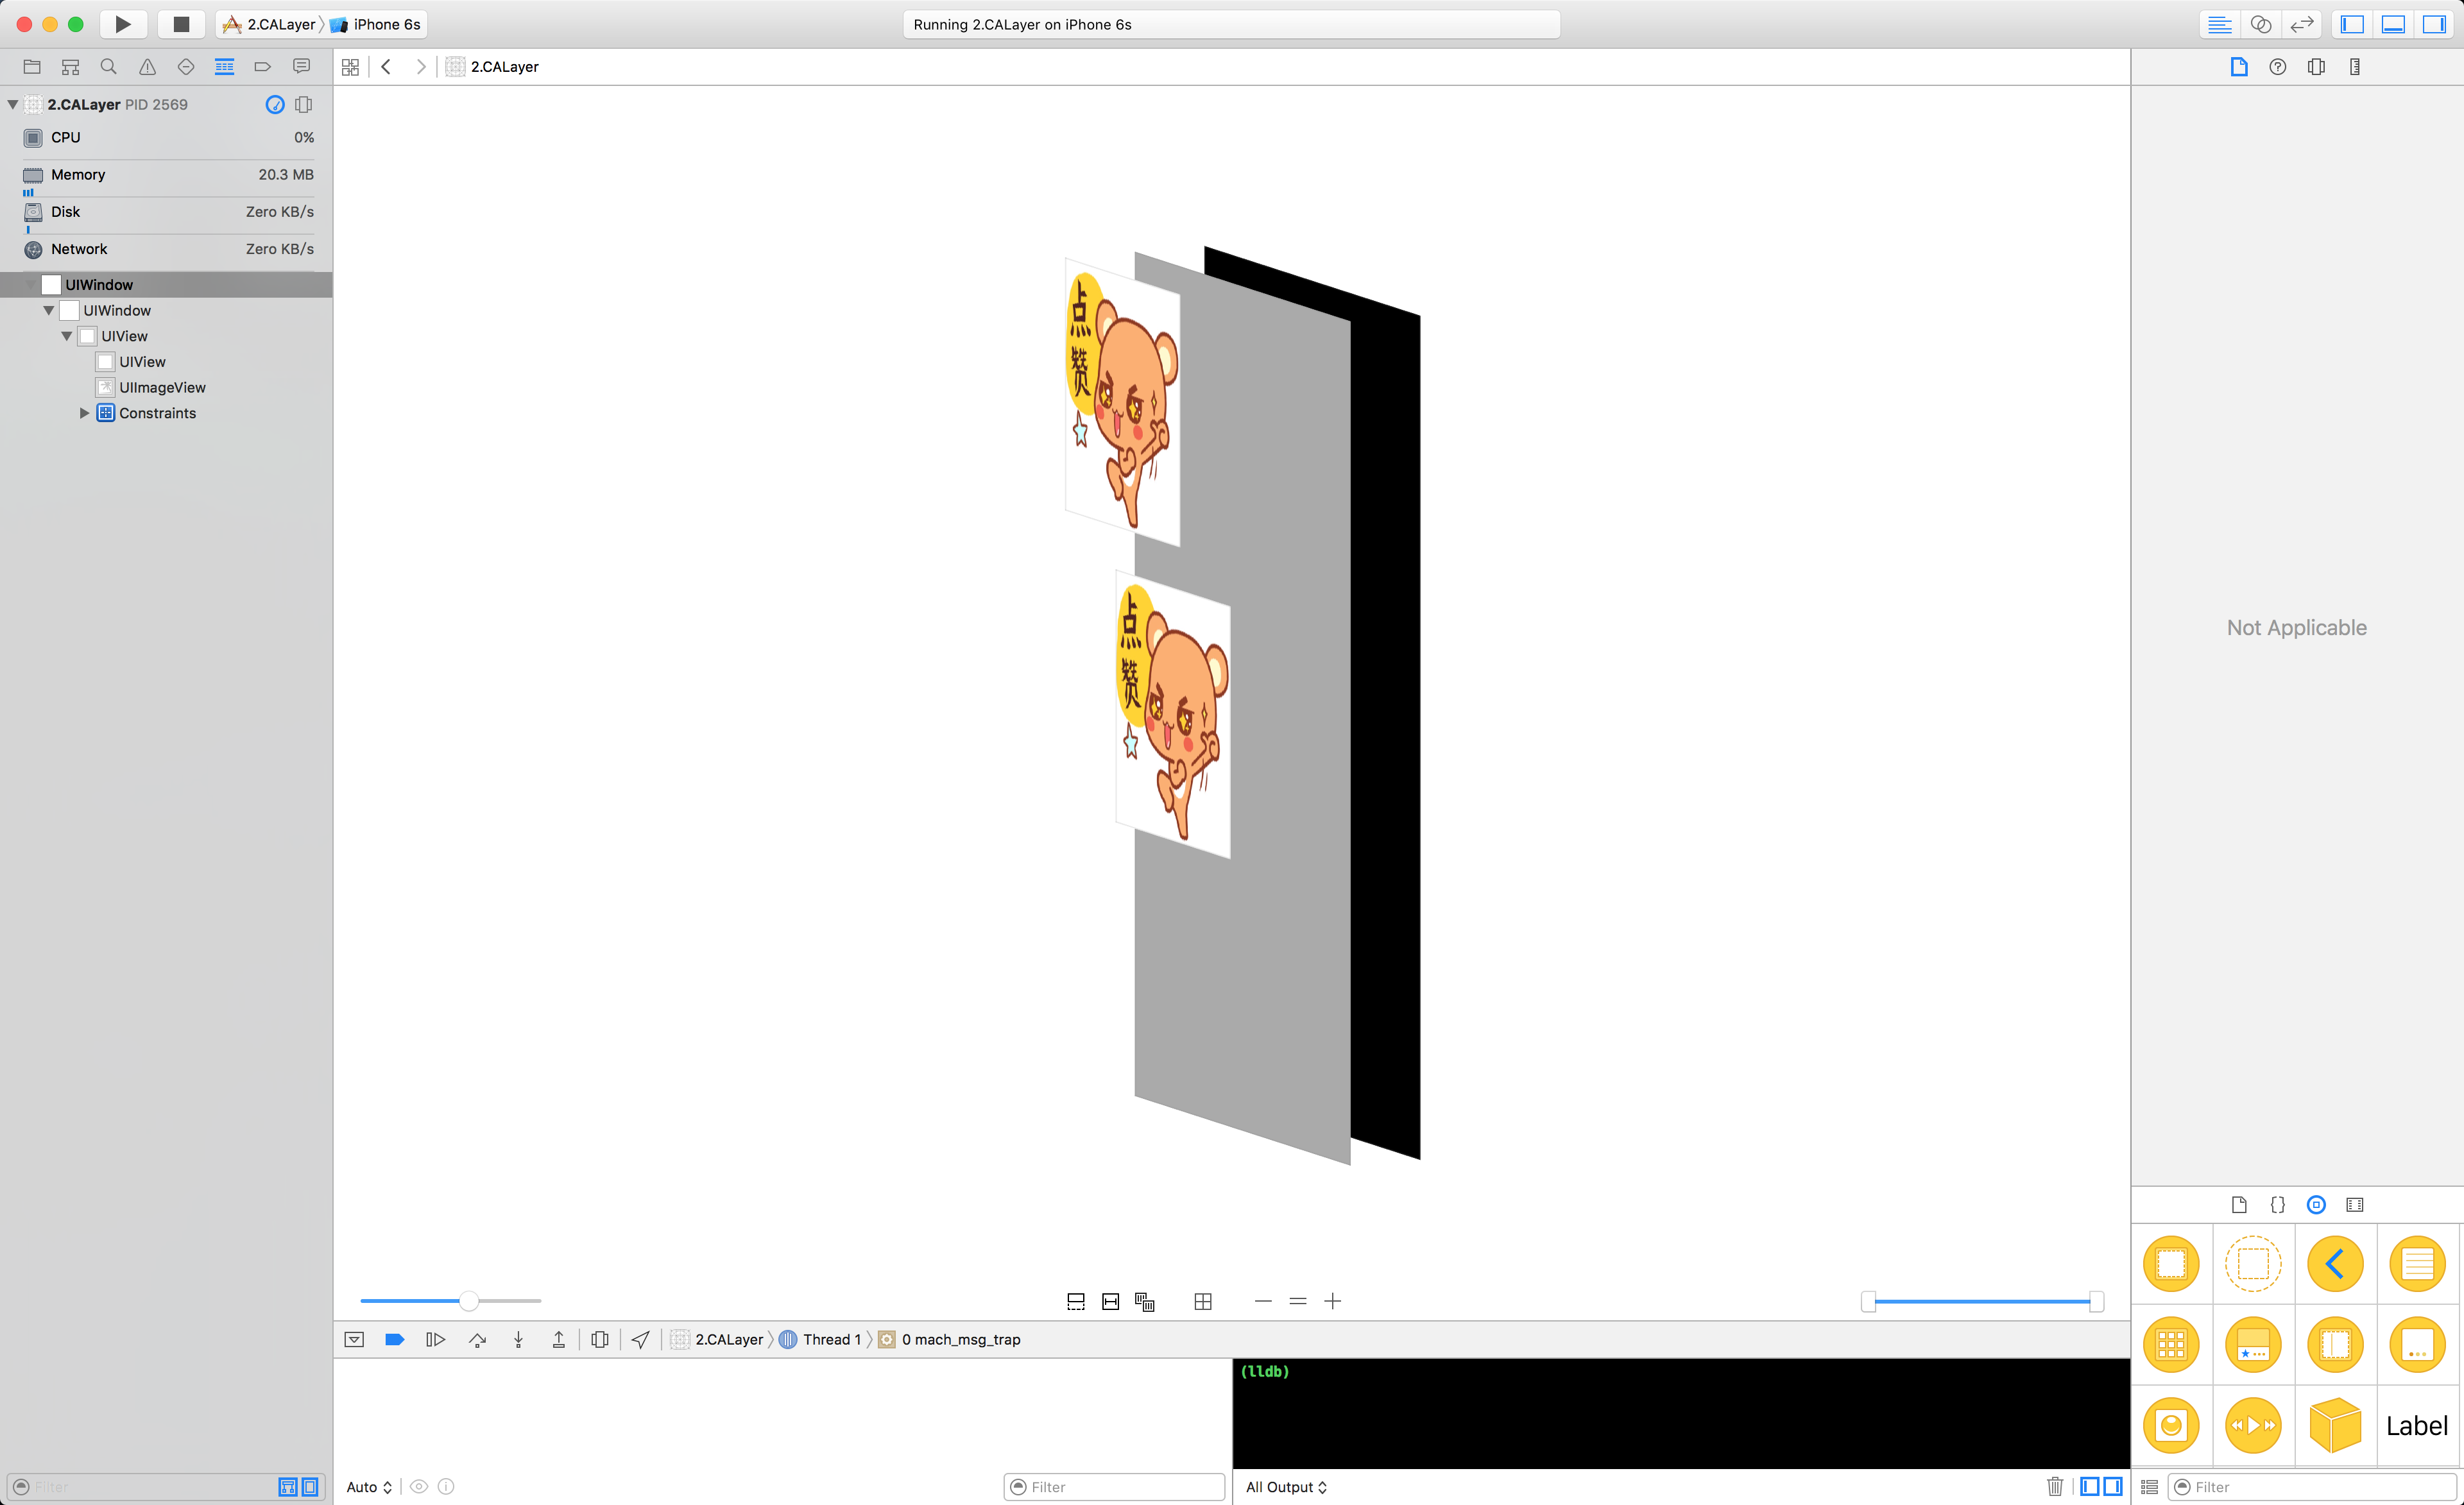 2.CALayer iPhone 6s
Running 2.CALayer on iPhone 6s
2.CALayer
2.CALayer PID 2569
CPU 0%
Memory 20.3 MB
Disk Zero KB/s
Network Zero KB/s
UIWindow
UIWindow
UIView
UIView
UIImageView
Constraints
点赞
点赞
Not Applicable
2.CALayer Thread 1 0 mach_msg_trap
(lldb)
Label
Filter
Auto
Filter
All Output
Filter